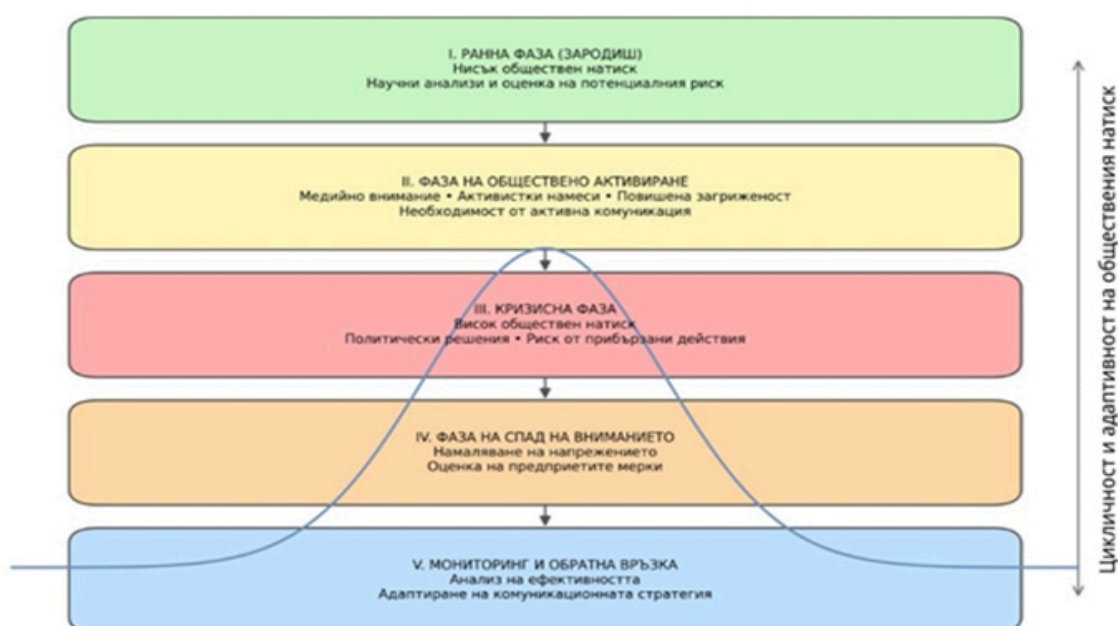 I. РАННА ФАЗА (ЗАРОДИШ)
Нисък обществен натиск
Научни анализи и оценка на потенциалния риск
II. ФАЗА НА ОБЩЕСТВЕНО АКТИВИРАНЕ
Медийно внимание • Активистки намеси • Повишена загриженост
Необходимост от активна комуникация
III. КРИЗИСНА ФАЗА
Висок обществен натиск
Политически решения • Риск от прибързани действия
IV. ФАЗА НА СПАД НА ВНИМАНИЕТО
Намаляване на напрежението
Оценка на предприетите мерки
V. МОНИТОРИНГ И ОБРАТНА ВРЪЗКА
Анализ на ефективността
Адаптиране на комуникационната стратегия
Цикличност и адаптивност на обществения натиск